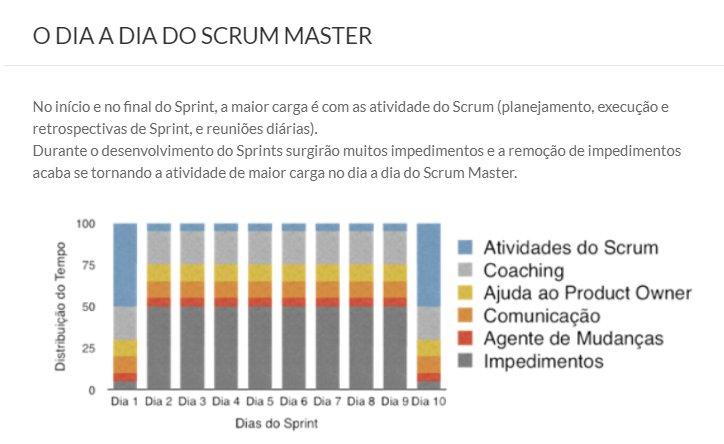 O DIA A DIA DO SCRUM MASTER
No início e no final do Sprint, a maior carga é com as atividade do Scrum (planejamento, execução e
retrospectivas de Sprint, e reuniões diárias).
Durante o desenvolvimento do Sprints surgirão muitos impedimentos e a remoção de impedimentos
acaba se tornando a atividade de maior carga no dia a dia do Scrum Master.
Distribuição do Tempo
100
75
50
25
0
Dia 1 Dia 2 Dia 3 Dia 4 Dia 5 Dia 6 Dia 7 Dia 8 Dia 9 Dia 10
Dias do Sprint
Atividades do Scrum
Coaching
Ajuda ao Product Owner
Comunicação
Agente de Mudanças
Impedimentos